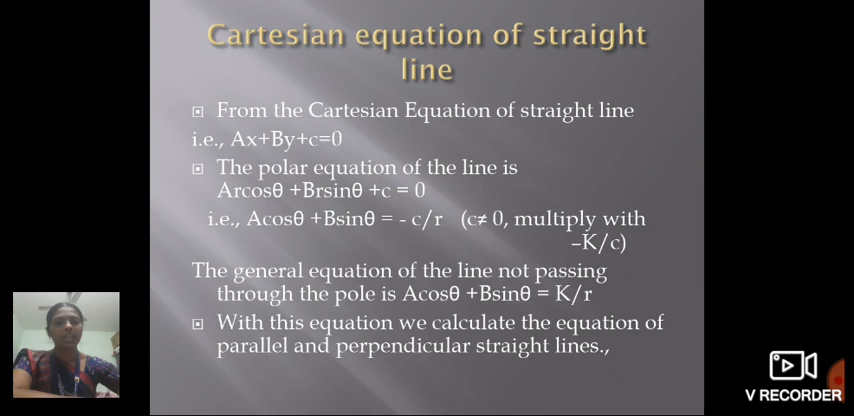 Cartesian equation of straight
line
From the Cartesian Equation of straight line
i.e., Ax+By+c=0
The polar equation of the line is
Arcosθ +Brsinθ +c = 0
i.e., Acosθ +Bsinθ = - c/r (c≠ 0, multiply with
–K/c)
The general equation of the line not passing
through the pole is Acosθ +Bsinθ = K/r
With this equation we calculate the equation of
parallel and perpendicular straight lines.,
V RECORDER